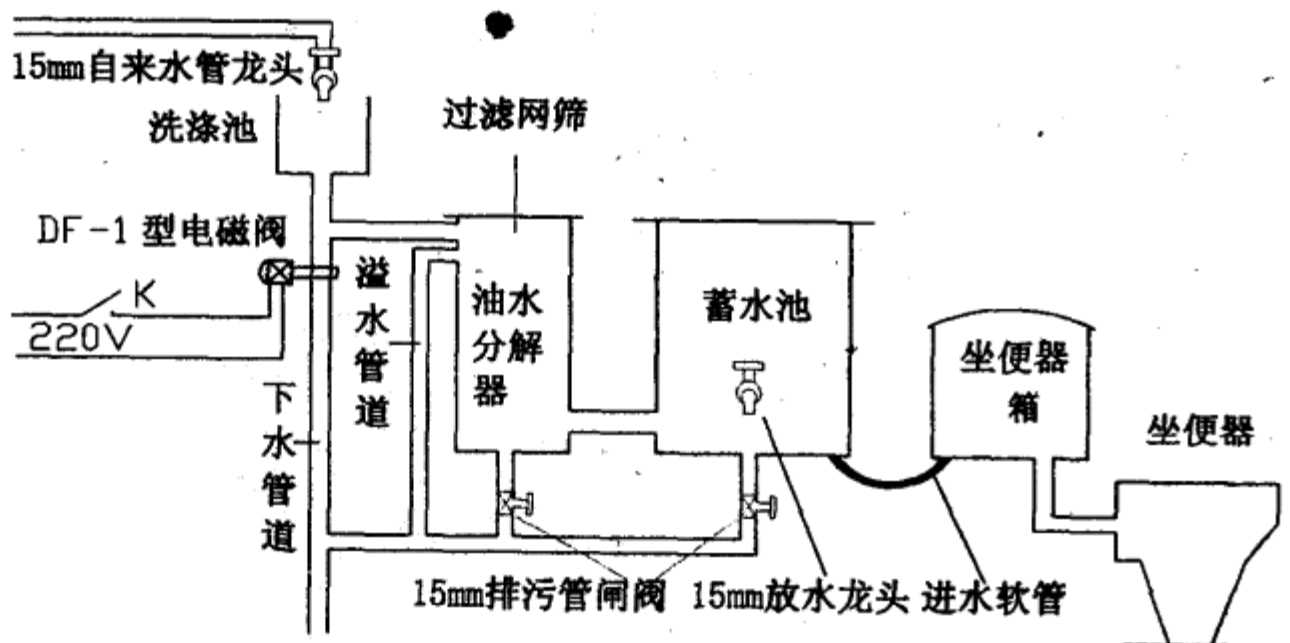 15mm自来水管龙头
洗涤池
过滤网筛
DF-1型电磁阀
K
220V
溢水管道
油水
分解
器
蓄水池
坐便器
箱
坐便器
下水管道
15mm排污管闸阀
15mm放水龙头
进水软管